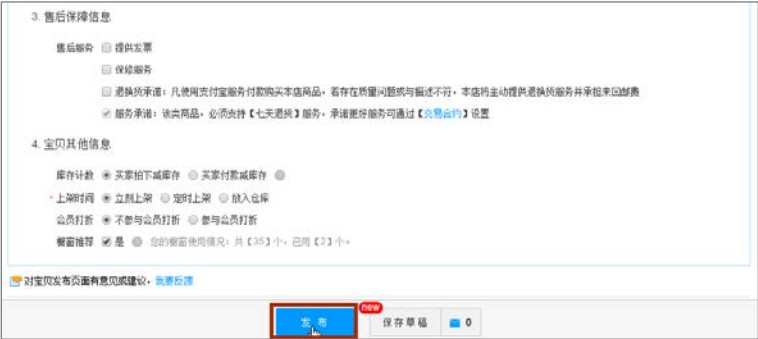 3. 售后保障信息
售后服务 提供发票
保修服务
退换货承诺：凡使用支付宝服务付款购买本店商品，若存在质量问题或与描述不符，本店将主动提供退换货服务并承担来回邮费
服务承诺：该类商品，必须支持【七天退货】服务，承诺更好服务可通过【交易合约】设置
4. 宝贝其他信息
库存计数 买家拍下减库存 买家付款减库存
* 上架时间 立刻上架 定时上架 放入仓库
会员打折 不参与会员打折 参与会员打折
橱窗推荐 是 您的橱窗使用情况：共【35】个，已用【2】个。
对宝贝发布页面有意见或建议，我要反馈
new
发布 保存草稿 0